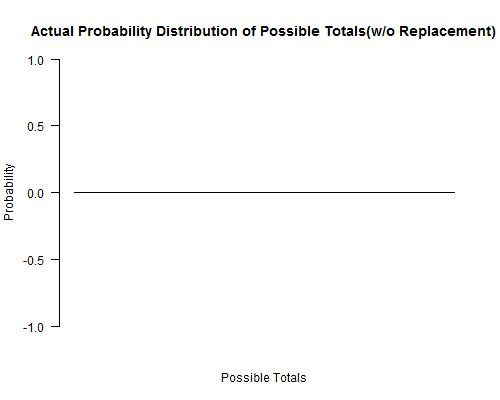 Actual Probability Distribution of Possible Totals(w/o Replacement)
1.0
0.5
0.0
-0.5
-1.0
Probability
Possible Totals